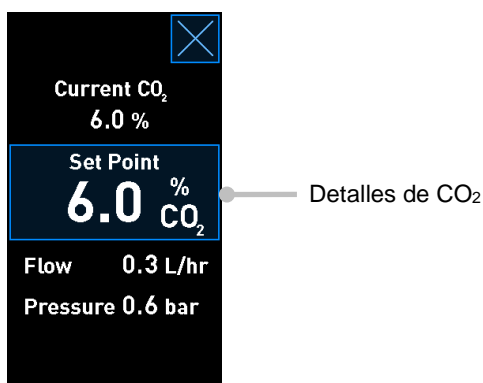 Current CO₂
6.0 %
Set Point
6.0 % CO₂
Detalles de CO₂
Flow 0.3 L/hr
Pressure 0.6 bar